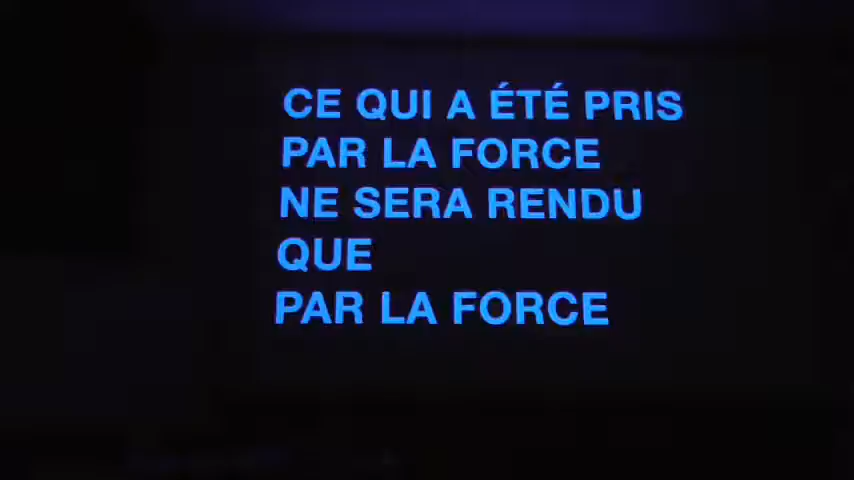 CE QUI A ÉTÉ PRIS
PAR LA FORCE
NE SERA RENDU
QUE
PAR LA FORCE